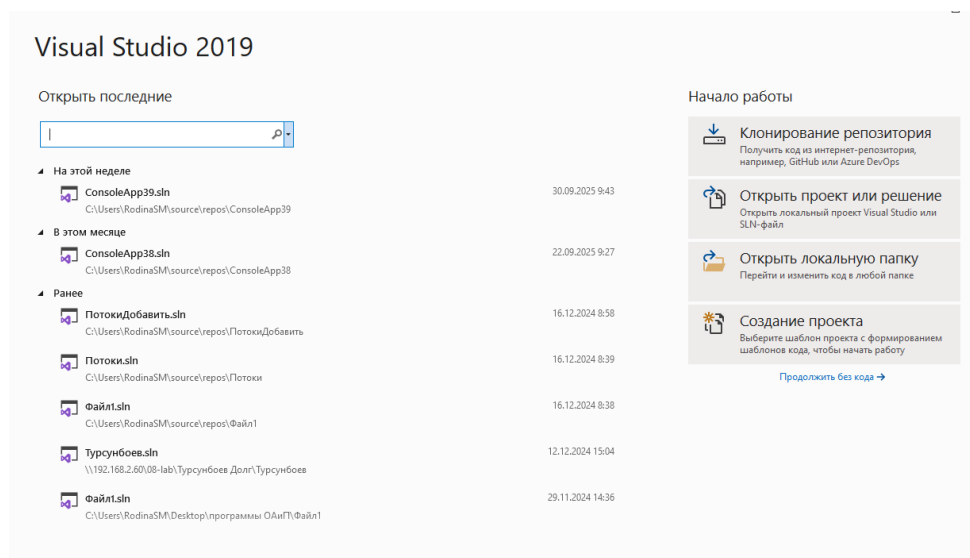 Visual Studio 2019
Открыть последние
На этой неделе
ConsoleApp39.sln 30.09.2025 9:43
C:\Users\RodinaSM\source\repos\ConsoleApp39
В этом месяце
ConsoleApp38.sln 22.09.2025 9:27
C:\Users\RodinaSM\source\repos\ConsoleApp38
Ранее
ПотокиДобавить.sln 16.12.2024 8:58
C:\Users\RodinaSM\source\repos\ПотокиДобавить
Потоки.sln 16.12.2024 8:39
C:\Users\RodinaSM\source\repos\Потоки
Файл1.sln 16.12.2024 8:38
C:\Users\RodinaSM\source\repos\Файл1
Турсунбоев.sln 12.12.2024 15:04
\\192.168.2.60\08-lab\Турсунбоев Долг\Турсунбоев
Файл1.sln 29.11.2024 14:36
C:\Users\RodinaSM\Desktop\программы ОАиП\Файл1
Начало работы
Клонирование репозитория
Получить код из интернет-репозитория,
например, GitHub или Azure DevOps
Открыть проект или решение
Открыть локальный проект Visual Studio или
SLN-файл
Открыть локальную папку
Перейти и изменить код в любой папке
Создание проекта
Выберите шаблон проекта с формированием
шаблонов кода, чтобы начать работу
Продолжить без кода →